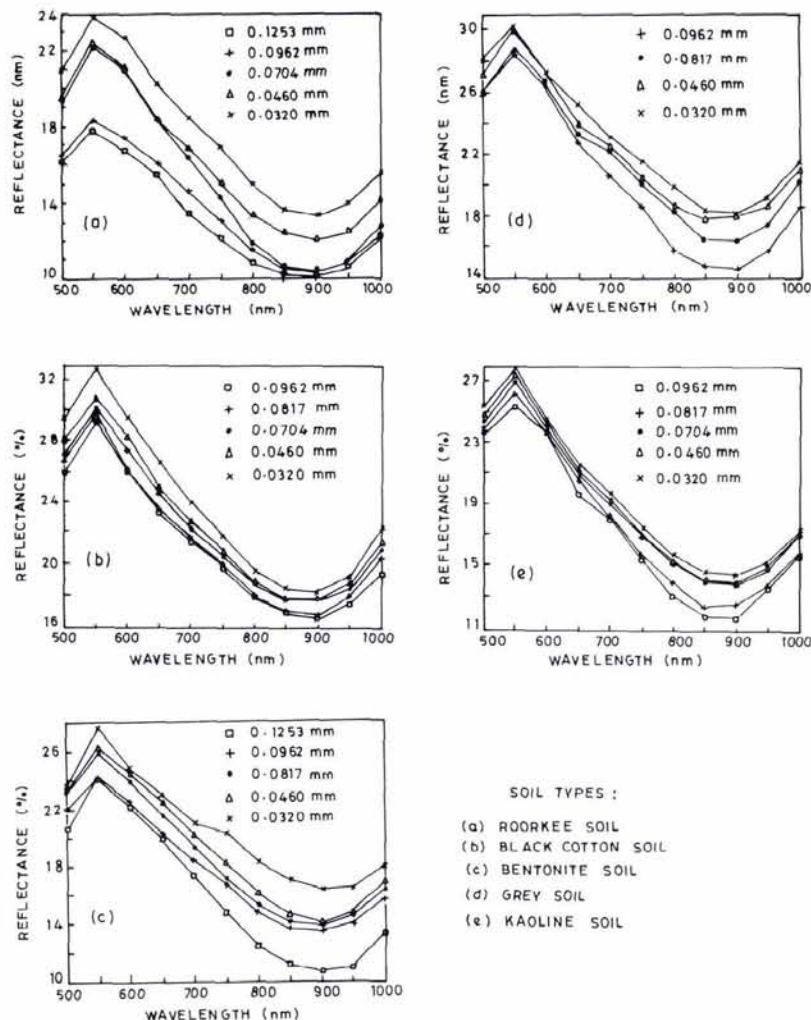 24
22
18
14
10
REFLECTANCE (nm)
□ 0.1253 mm
+ 0.0962 mm
• 0.0704 mm
△ 0.0460 mm
× 0.0320 mm
(a)
500 600 700 800 900 1000
WAVELENGTH (nm)
30
26
22
18
14
REFLECTANCE (nm)
+ 0.0962 mm
• 0.0817 mm
△ 0.0460 mm
× 0.0320 mm
(d)
500 600 700 800 900 1000
WAVELENGTH (nm)
32
28
24
20
16
REFLECTANCE (%)
□ 0.0962 mm
+ 0.0817 mm
• 0.0704 mm
△ 0.0460 mm
× 0.0320 mm
(b)
500 600 700 800 900 1000
WAVELENGTH (nm)
27
23
19
15
11
REFLECTANCE (%)
□ 0.0962 mm
+ 0.0817 mm
• 0.0704 mm
△ 0.0460 mm
× 0.0320 mm
(e)
500 600 700 800 900 1000
WAVELENGTH (nm)
26
22
18
14
10
REFLECTANCE (%)
□ 0.1253 mm
+ 0.0962 mm
• 0.0817 mm
△ 0.0460 mm
× 0.0320 mm
(c)
500 600 700 800 900 1000
WAVELENGTH (nm)
SOIL TYPES :
(a) ROORKEE SOIL
(b) BLACK COTTON SOIL
(c) BENTONITE SOIL
(d) GREY SOIL
(e) KAOLINE SOIL